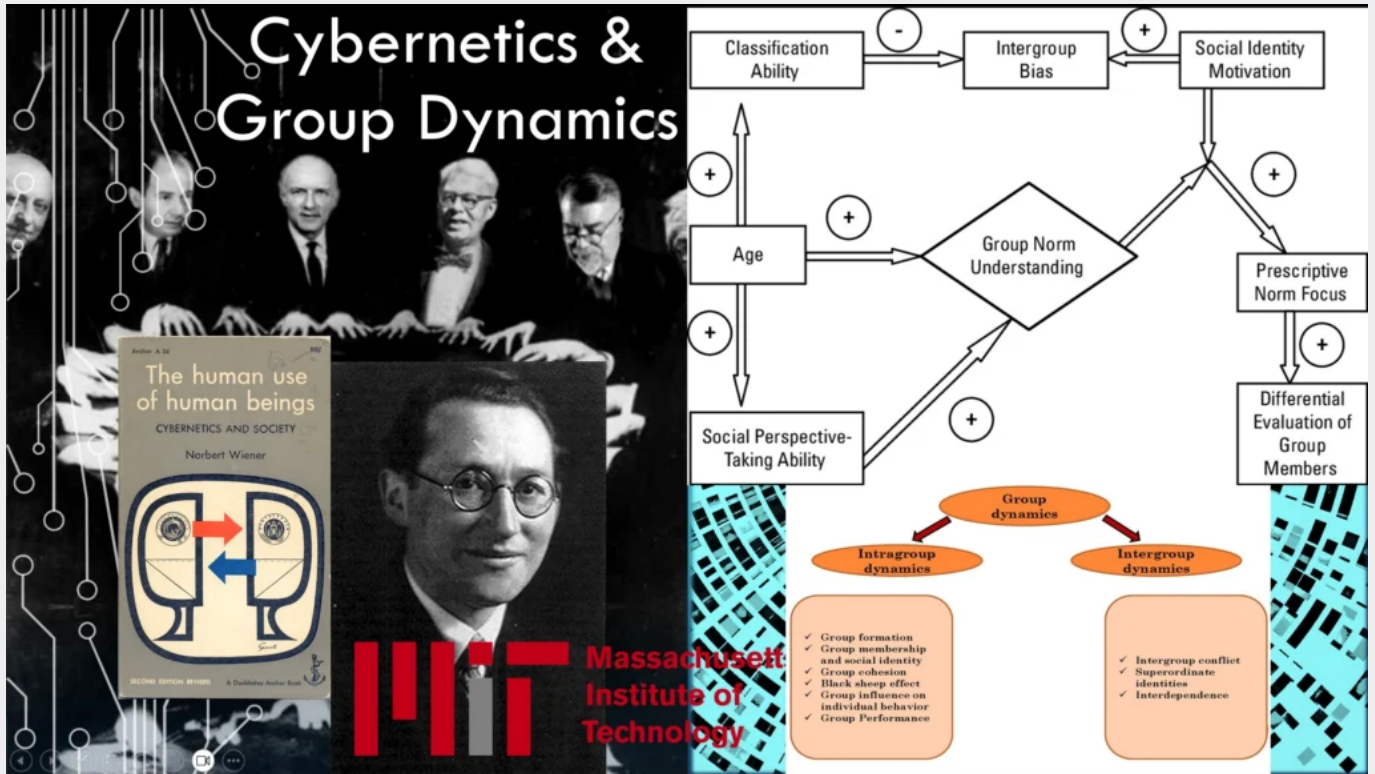 Cybernetics &
Group Dynamics
Anchor A 34
95¢
The human use
of human beings
CYBERNETICS AND SOCIETY
Norbert Wiener
SECOND EDITION REVISED
A Doubleday Anchor Book
Massachusett
Institute of
Technology
Classification
Ability
-
Intergroup
Bias
+
Social Identity
Motivation
+
+
+
Age
Group Norm
Understanding
Prescriptive
Norm Focus
+
+
Social Perspective-
Taking Ability
+
Differential
Evaluation of
Group
Members
Group
dynamics
Intragroup
dynamics
Intergroup
dynamics
✓ Group formation
✓ Group membership
and social identity
✓ Group cohesion
✓ Black sheep effect
✓ Group influence on
individual behavior
✓ Group Performance
✓ Intergroup conflict
✓ Superordinate
identities
✓ Interdependence